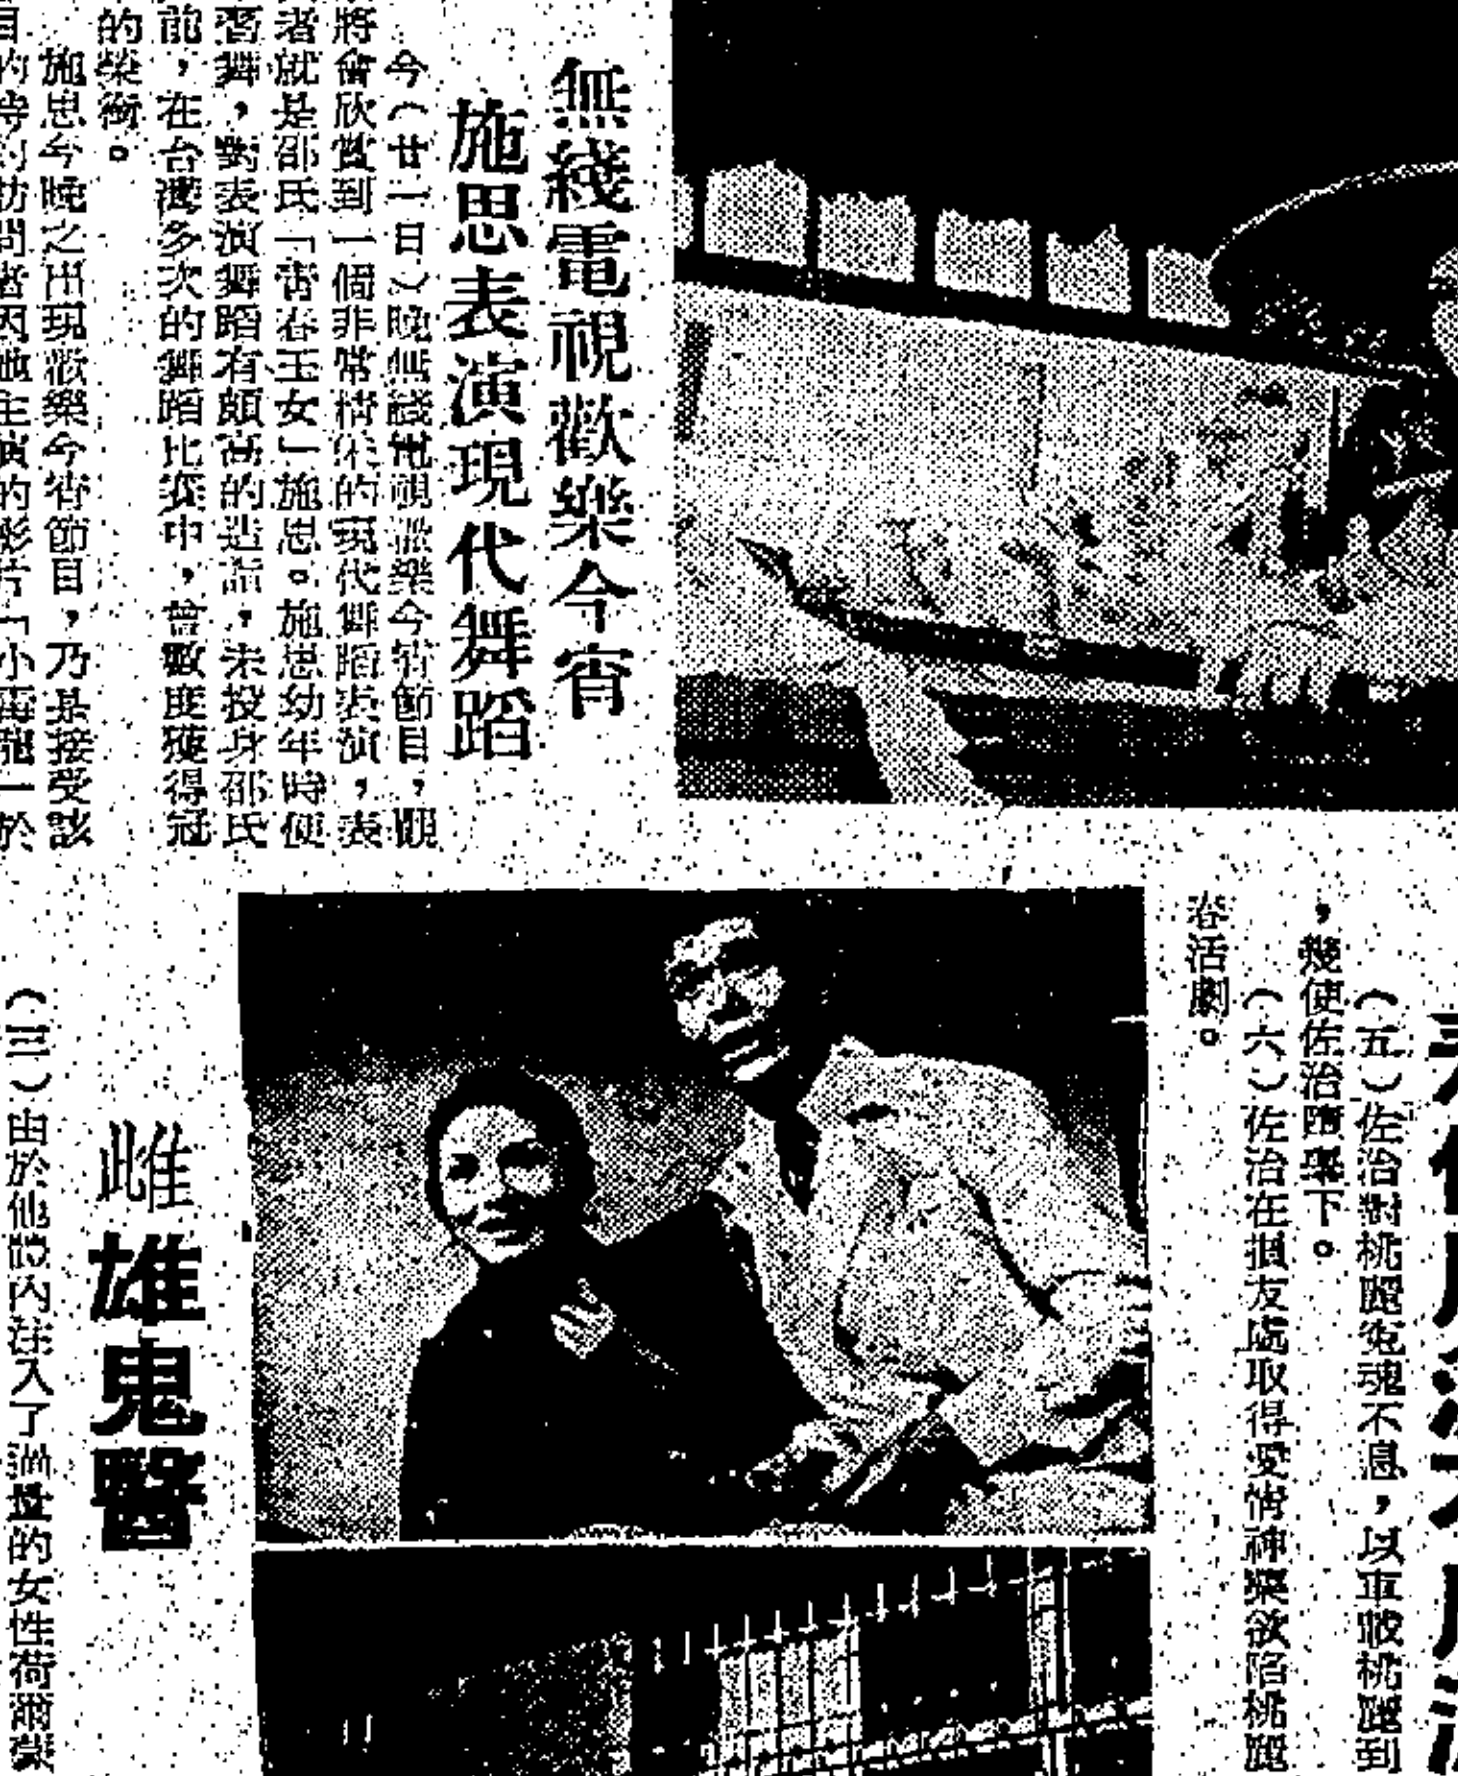 無綫電視歡樂今宵
施思表演現代舞蹈
今(廿一日)晚無綫電視歡樂今宵節目,觀
將會欣賞到一個非常精采的現代舞蹈表演,表
者就是邵氏「青春玉女」施思。施思幼年時便
習舞,對表演舞蹈有頗高的造詣,未投身邵氏
前,在台灣多次的舞蹈比賽中,曾數度獲得冠
的榮銜。
施思今晚之出現歡樂今宵節目,乃是接受該
目的特約訪問者因她主演的影片「小毒龍」於
(五)佐治對桃麗寃魂不息,以車載桃麗到
,幾使佐治墮崖下。
(六)佐治在損友處取得愛情神藥欲陷桃麗
春活劇。
雌雄鬼醫
(三)由於他體內注入了過量的女性荷爾蒙